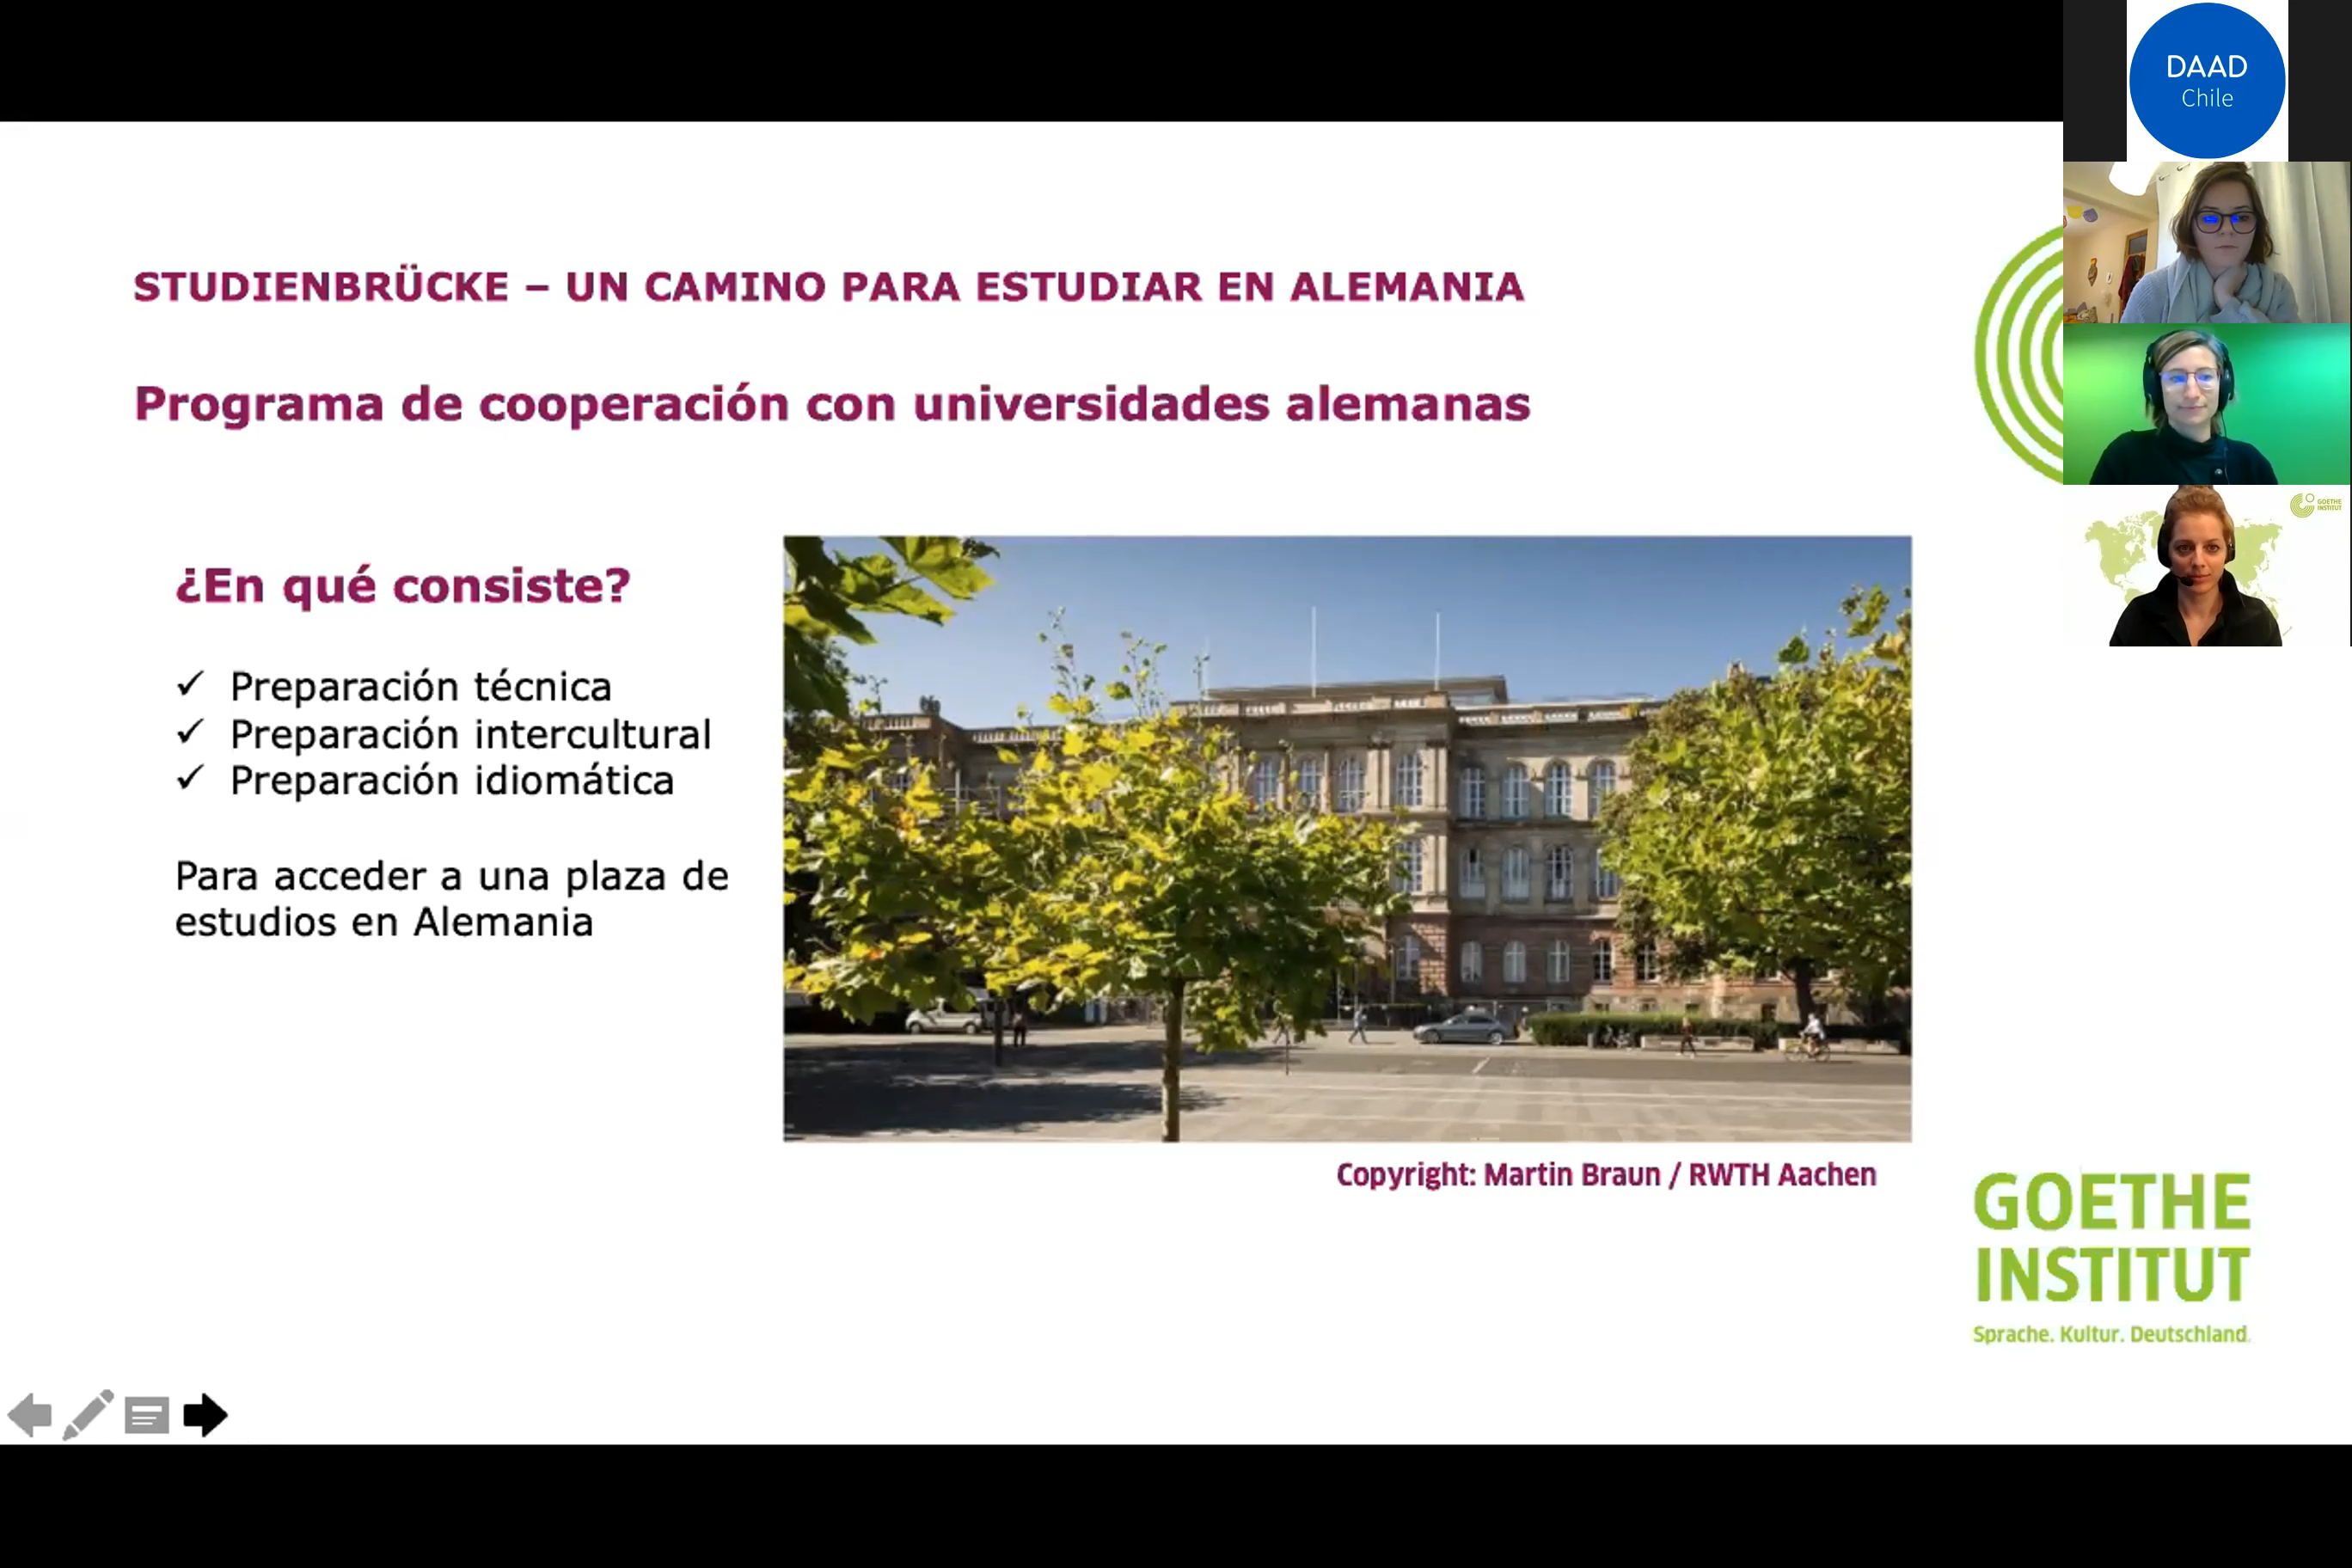 DAAD
Chile
STUDIENBRÜCKE – UN CAMINO PARA ESTUDIAR EN ALEMANIA
Programa de cooperación con universidades alemanas
¿En qué consiste?
✓ Preparación técnica
✓ Preparación intercultural
✓ Preparación idiomática
Para acceder a una plaza de
estudios en Alemania
Copyright: Martin Braun / RWTH Aachen
GOETHE
INSTITUT
GOETHE
INSTITUT
Sprache. Kultur. Deutschland.